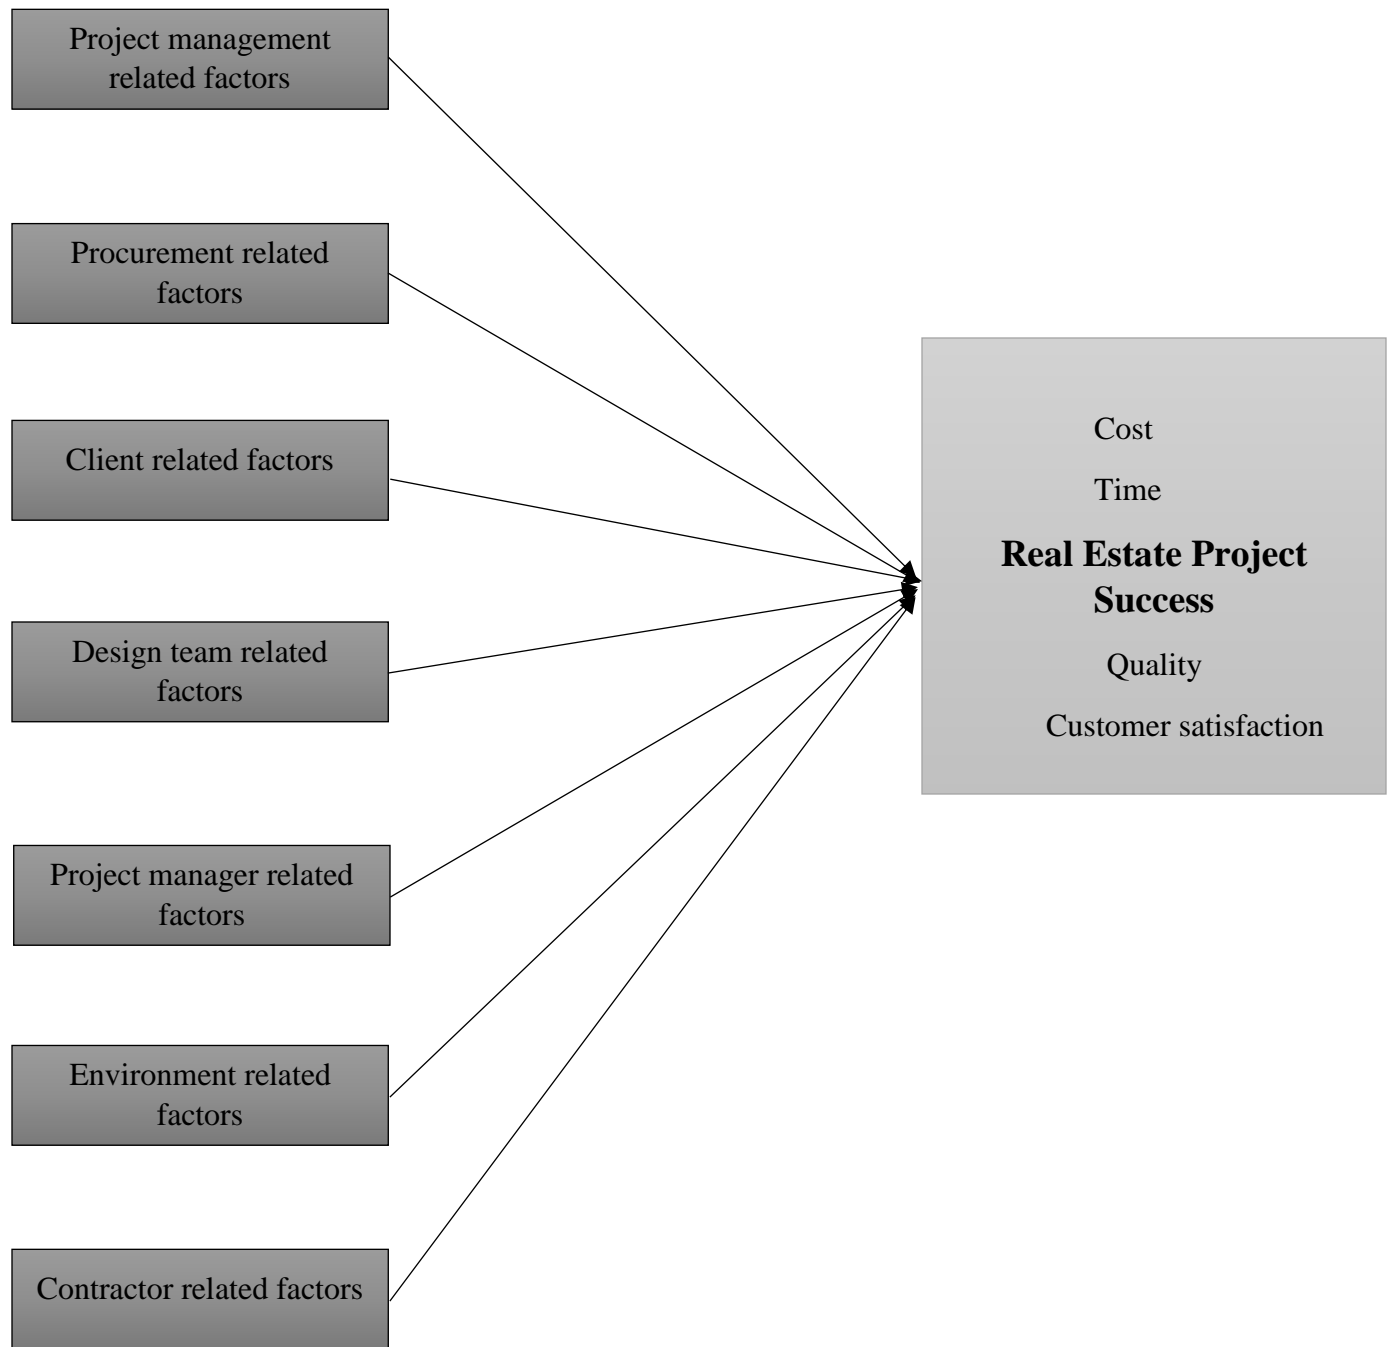 Project management
related factors
Procurement related
factors
Client related factors
Design team related
factors
Project manager related
factors
Environment related
factors
Contractor related factors
Cost
Time
Real Estate Project
Success
Quality
Customer satisfaction